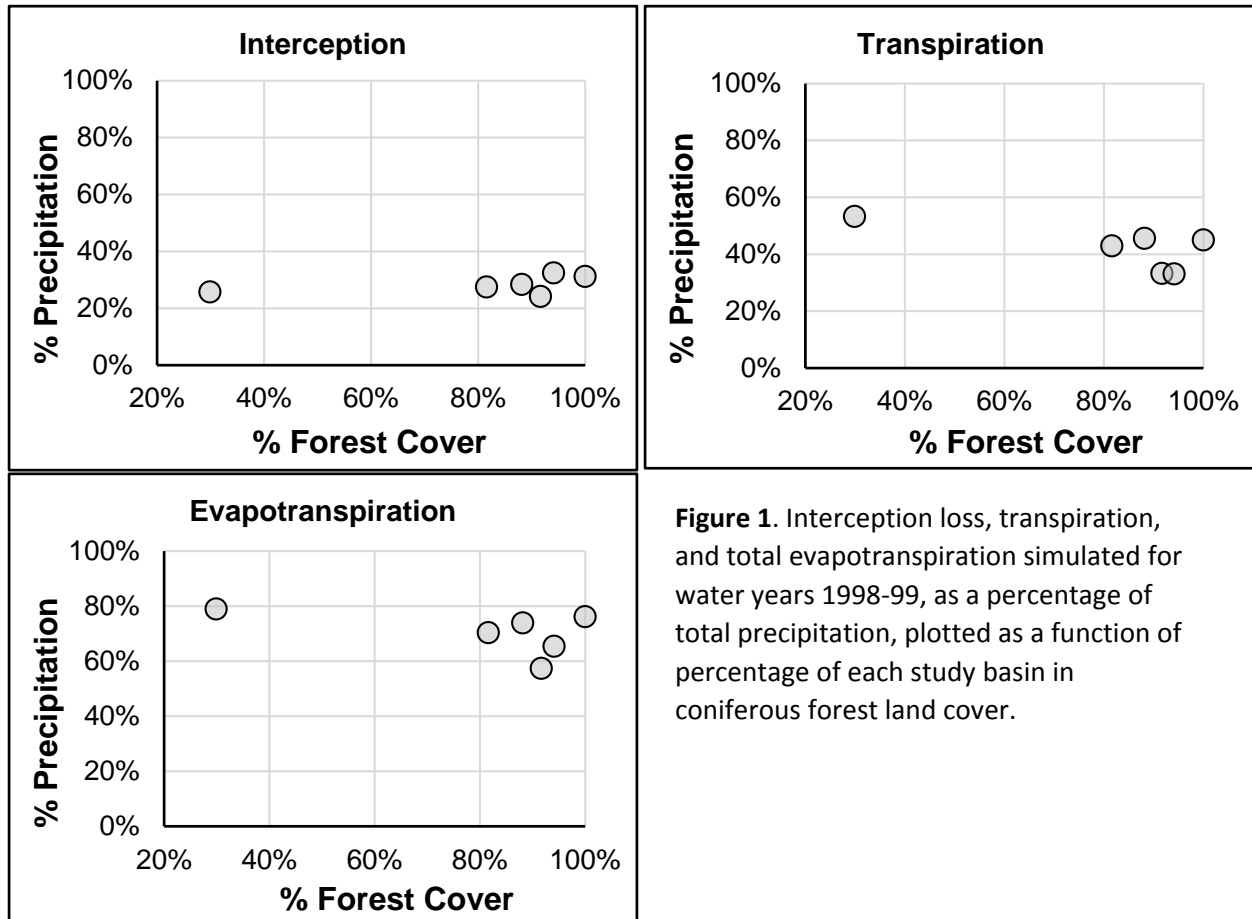 Interception
100%
80%
60%
40%
20%
0%
% Precipitation
20% 40% 60% 80% 100%
% Forest Cover
Transpiration
100%
80%
60%
40%
20%
0%
% Precipitation
20% 40% 60% 80% 100%
% Forest Cover
Evapotranspiration
100%
80%
60%
40%
20%
0%
% Precipitation
20% 40% 60% 80% 100%
% Forest Cover
Figure 1. Interception loss, transpiration,
and total evapotranspiration simulated for
water years 1998-99, as a percentage of
total precipitation, plotted as a function of
percentage of each study basin in
coniferous forest land cover.